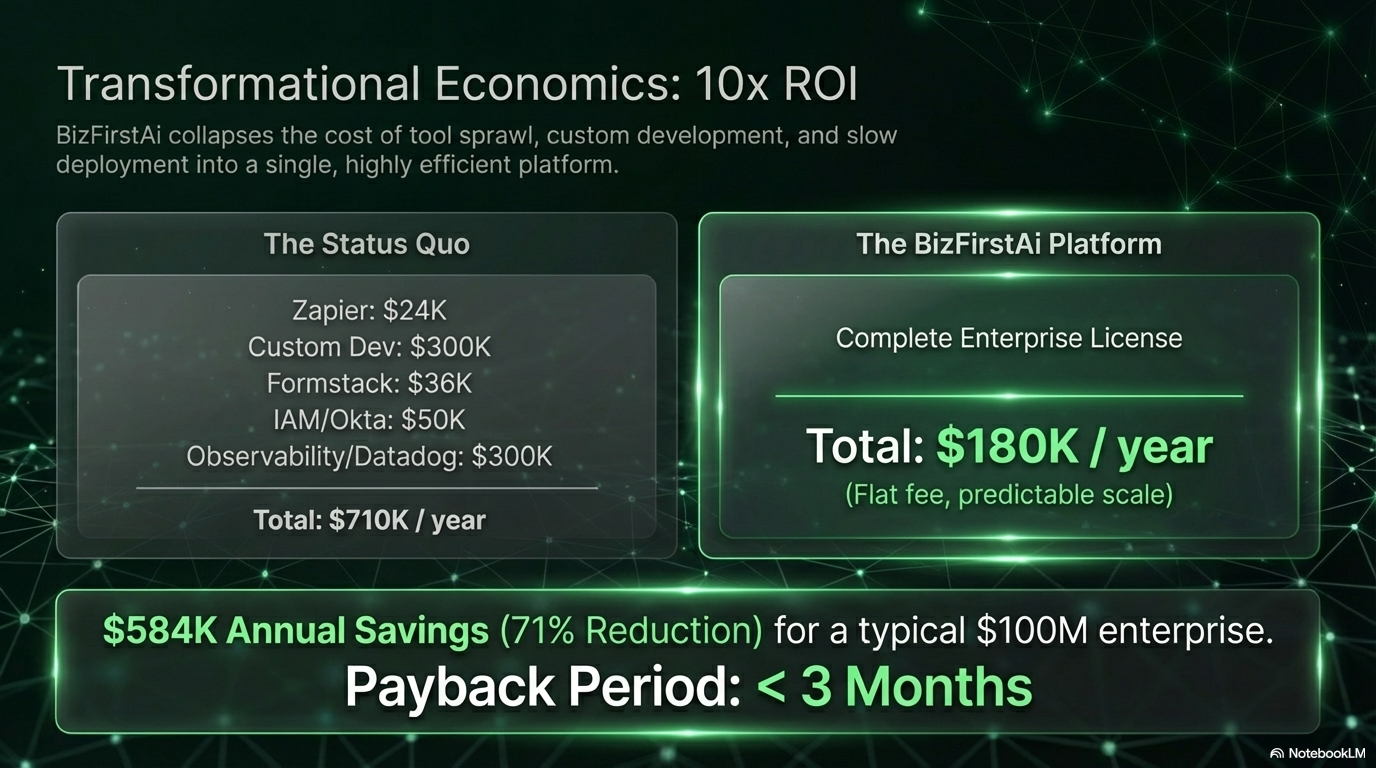 Transformational Economics: 10x ROI
BizFirstAi collapses the cost of tool sprawl, custom development, and slow
deployment into a single, highly efficient platform.
The Status Quo
Zapier: $24K
Custom Dev: $300K
Formstack: $36K
IAM/Okta: $50K
Observability/Datadog: $300K
Total: $710K / year
The BizFirstAi Platform
Complete Enterprise License
Total: $180K / year
(Flat fee, predictable scale)
$584K Annual Savings (71% Reduction) for a typical $100M enterprise.
Payback Period: < 3 Months
NotebookLM